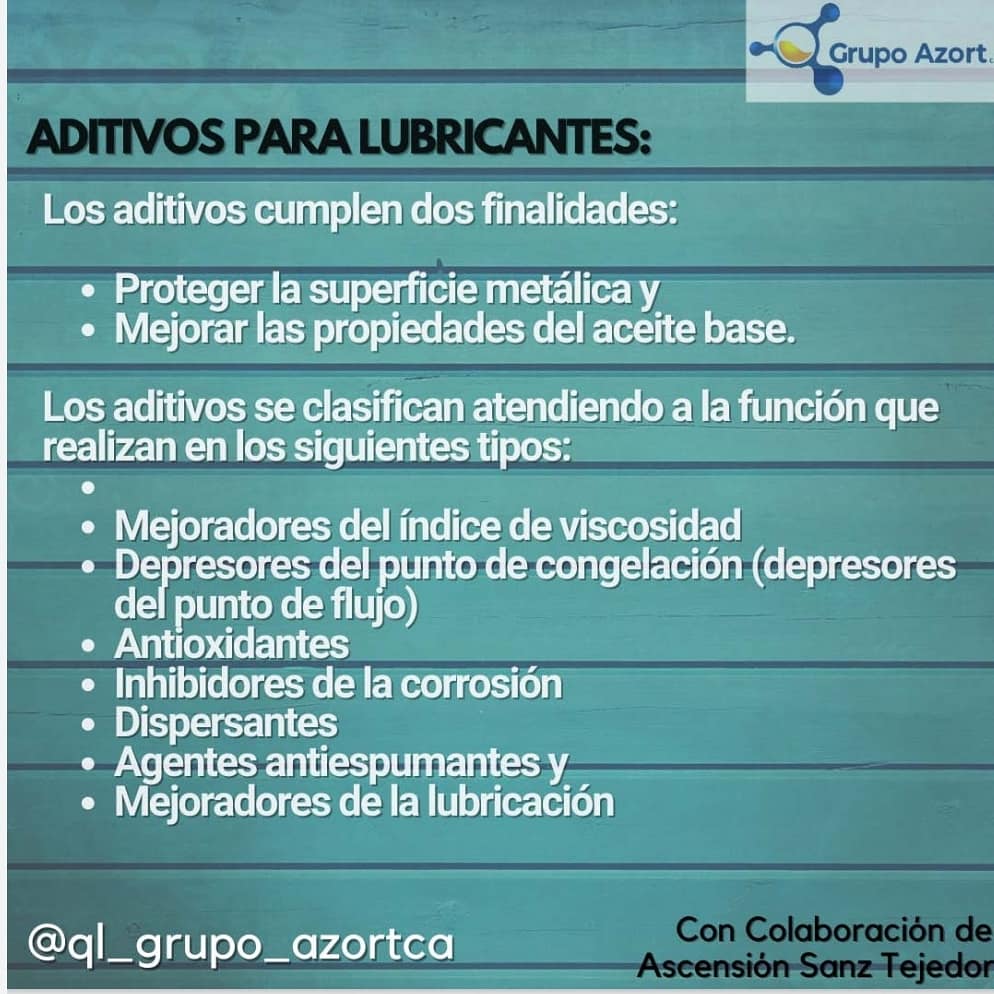 Grupo Azort
ADITIVOS PARA LUBRICANTES:
Los aditivos cumplen dos finalidades:
• Proteger la superficie metálica y
• Mejorar las propiedades del aceite base.
Los aditivos se clasifican atendiendo a la función que
realizan en los siguientes tipos:
•
• Mejoradores del índice de viscosidad
• Depresores del punto de congelación (depresores
del punto de flujo)
• Antioxidantes
• Inhibidores de la corrosión
• Dispersantes
• Agentes antiespumantes y
• Mejoradores de la lubricación
@ql_grupo_azortca
Con Colaboración de
Ascensión Sanz Tejedor